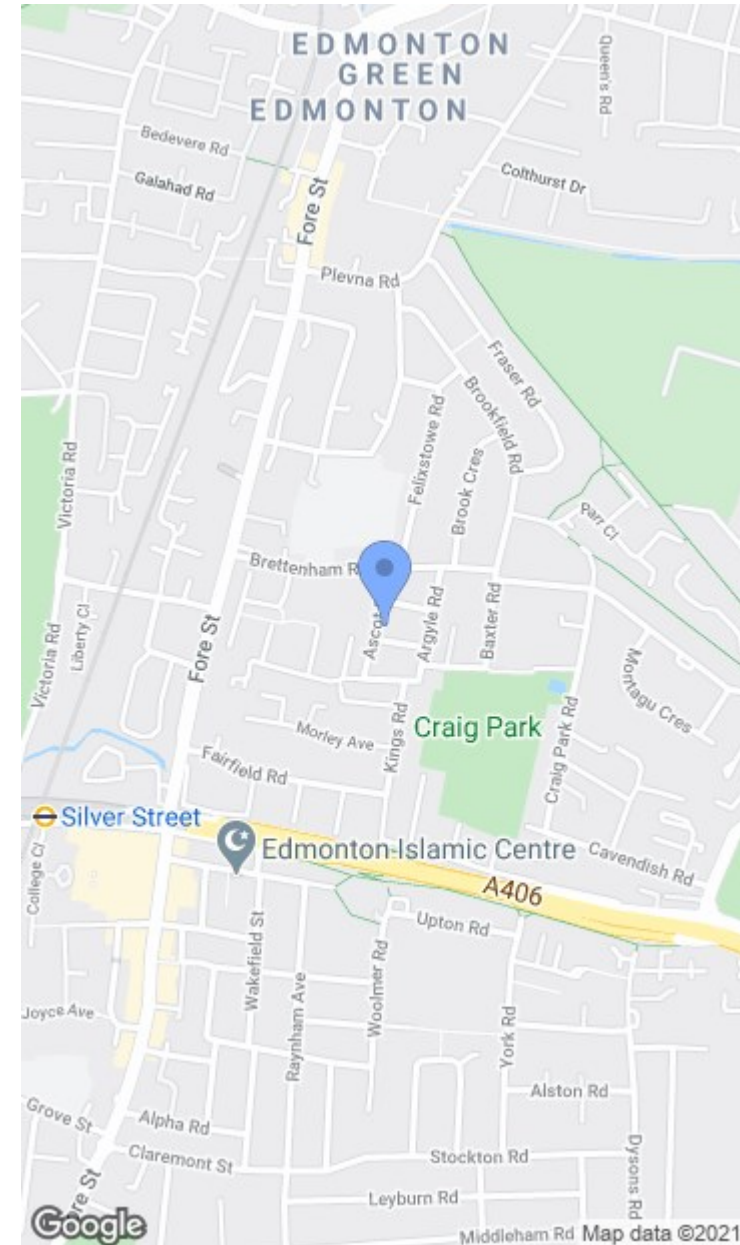 EDMONTON
GREEN
EDMONTON
Queen's Rd
Bedevere Rd
Galahad Rd
Colthurst Dr
Fore St
Plevna Rd
Fraser Rd
Brookfield Rd
Felixstowe Rd
Brook Cres
Victoria Rd
Parr Cl
Brettenham R
Ascot
Argyle Rd
Baxter Rd
Liberty Cl
Victoria Rd
Fore St
Montagu Cres
Morley Ave
Kings Rd
Craig Park
Craig Park Rd
Fairfield Rd
Silver Street
Edmonton Islamic Centre
Cavendish Rd
College Cl
A406
Upton Rd
Wakefield St
Woolmer Rd
Raynham Ave
York Rd
Joyce Ave
Alston Rd
Grove St
Alpha Rd
Claremont St
Stockton Rd
Dysons Rd
Fore St
Leyburn Rd
Middleham Rd
Google
Map data ©2021